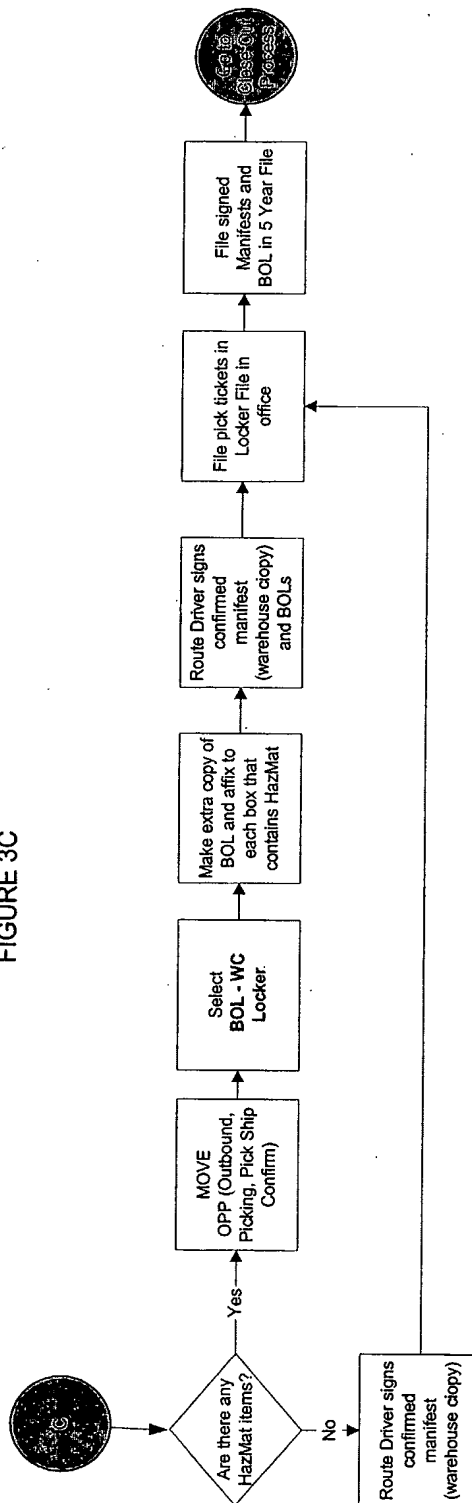 FIGURE 3C
C
Are there any
HazMat items?
Yes
No
MOVE
OPP (Outbound,
Picking, Pick Ship
Confirm)
Select
BOL - WC
Locker.
Make extra copy of
BOL and affix to
each box that
contains HazMat
Route Driver signs
confirmed
manifest
(warehouse ciopy)
and BOLs
File pick tickets in
Locker File in
office
File signed
Manifests and
BOL in 5 Year File
Go to
Close-Out
Process
Route Driver signs
confirmed
manifest
(warehouse ciopy)